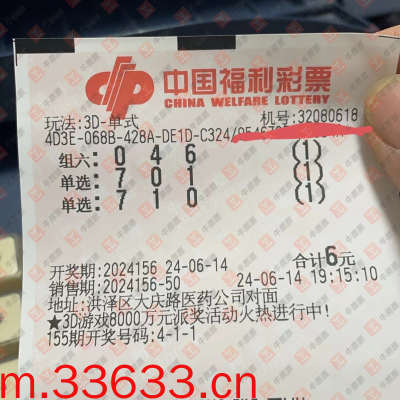 中国福利彩票
CHINA WELFARE LOTTERY
玩法:3D-单式 机号:32080618
4D3E-068B-428A-DE1D-C324/
组六: 0 4 6 (1)
单选: 7 0 1 (1)
单选: 7 1 0 (1)
合计6元
开奖期:2024156 24-06-14
销售期:2024156-50 24-06-14 19:15:10
地址:洪泽区大庆路医药公司对面
★3D游戏8000万元派奖活动火热进行中!
155期开奖号码:4-1-1
m.33633.cn